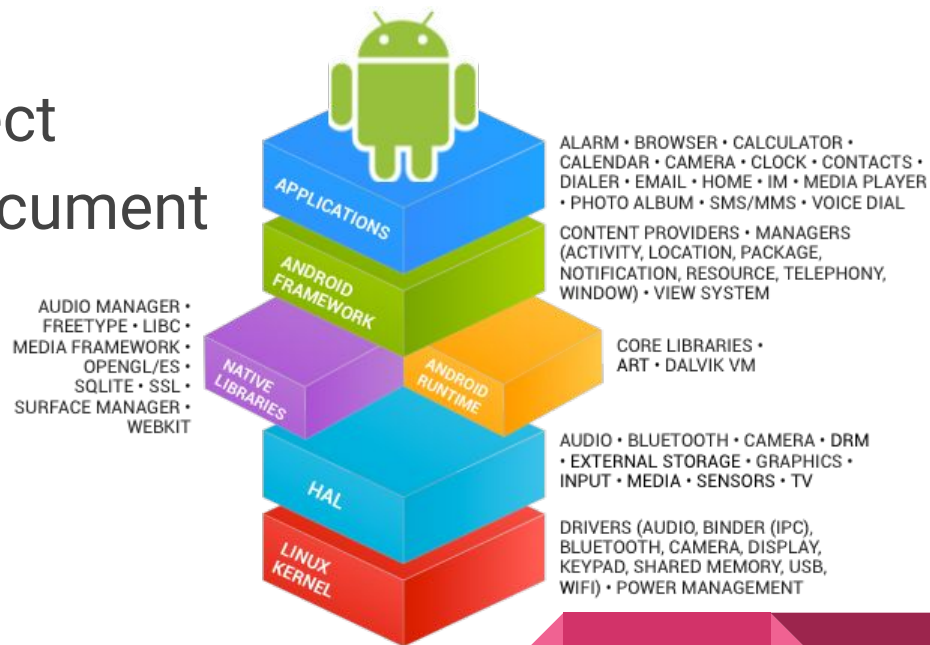 ect
cument
APPLICATIONS
ALARM • BROWSER • CALCULATOR •
CALENDAR • CAMERA • CLOCK • CONTACTS •
DIALER • EMAIL • HOME • IM • MEDIA PLAYER
• PHOTO ALBUM • SMS/MMS • VOICE DIAL
ANDROID
FRAMEWORK
CONTENT PROVIDERS • MANAGERS
(ACTIVITY, LOCATION, PACKAGE,
NOTIFICATION, RESOURCE, TELEPHONY,
WINDOW) • VIEW SYSTEM
AUDIO MANAGER •
FREETYPE • LIBC •
MEDIA FRAMEWORK •
OPENGL/ES •
SQLITE • SSL •
SURFACE MANAGER •
WEBKIT
NATIVE
LIBRARIES
ANDROID
RUNTIME
CORE LIBRARIES •
ART • DALVIK VM
HAL
AUDIO • BLUETOOTH • CAMERA • DRM
• EXTERNAL STORAGE • GRAPHICS •
INPUT • MEDIA • SENSORS • TV
LINUX
KERNEL
DRIVERS (AUDIO, BINDER (IPC),
BLUETOOTH, CAMERA, DISPLAY,
KEYPAD, SHARED MEMORY, USB,
WIFI) • POWER MANAGEMENT